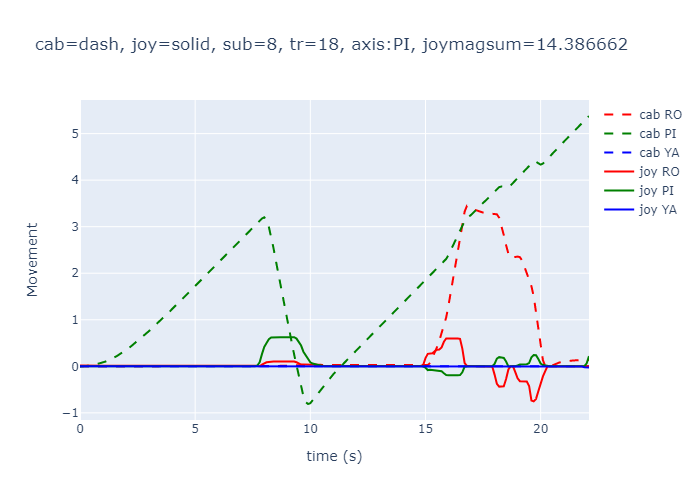 cab=dash, joy=solid, sub=8, tr=18, axis:PI, joymagsum=14.386662
cab RO
cab PI
cab YA
joy RO
joy PI
joy YA
Movement
5
4
3
2
1
0
−1
0
5
10
15
20
time (s)